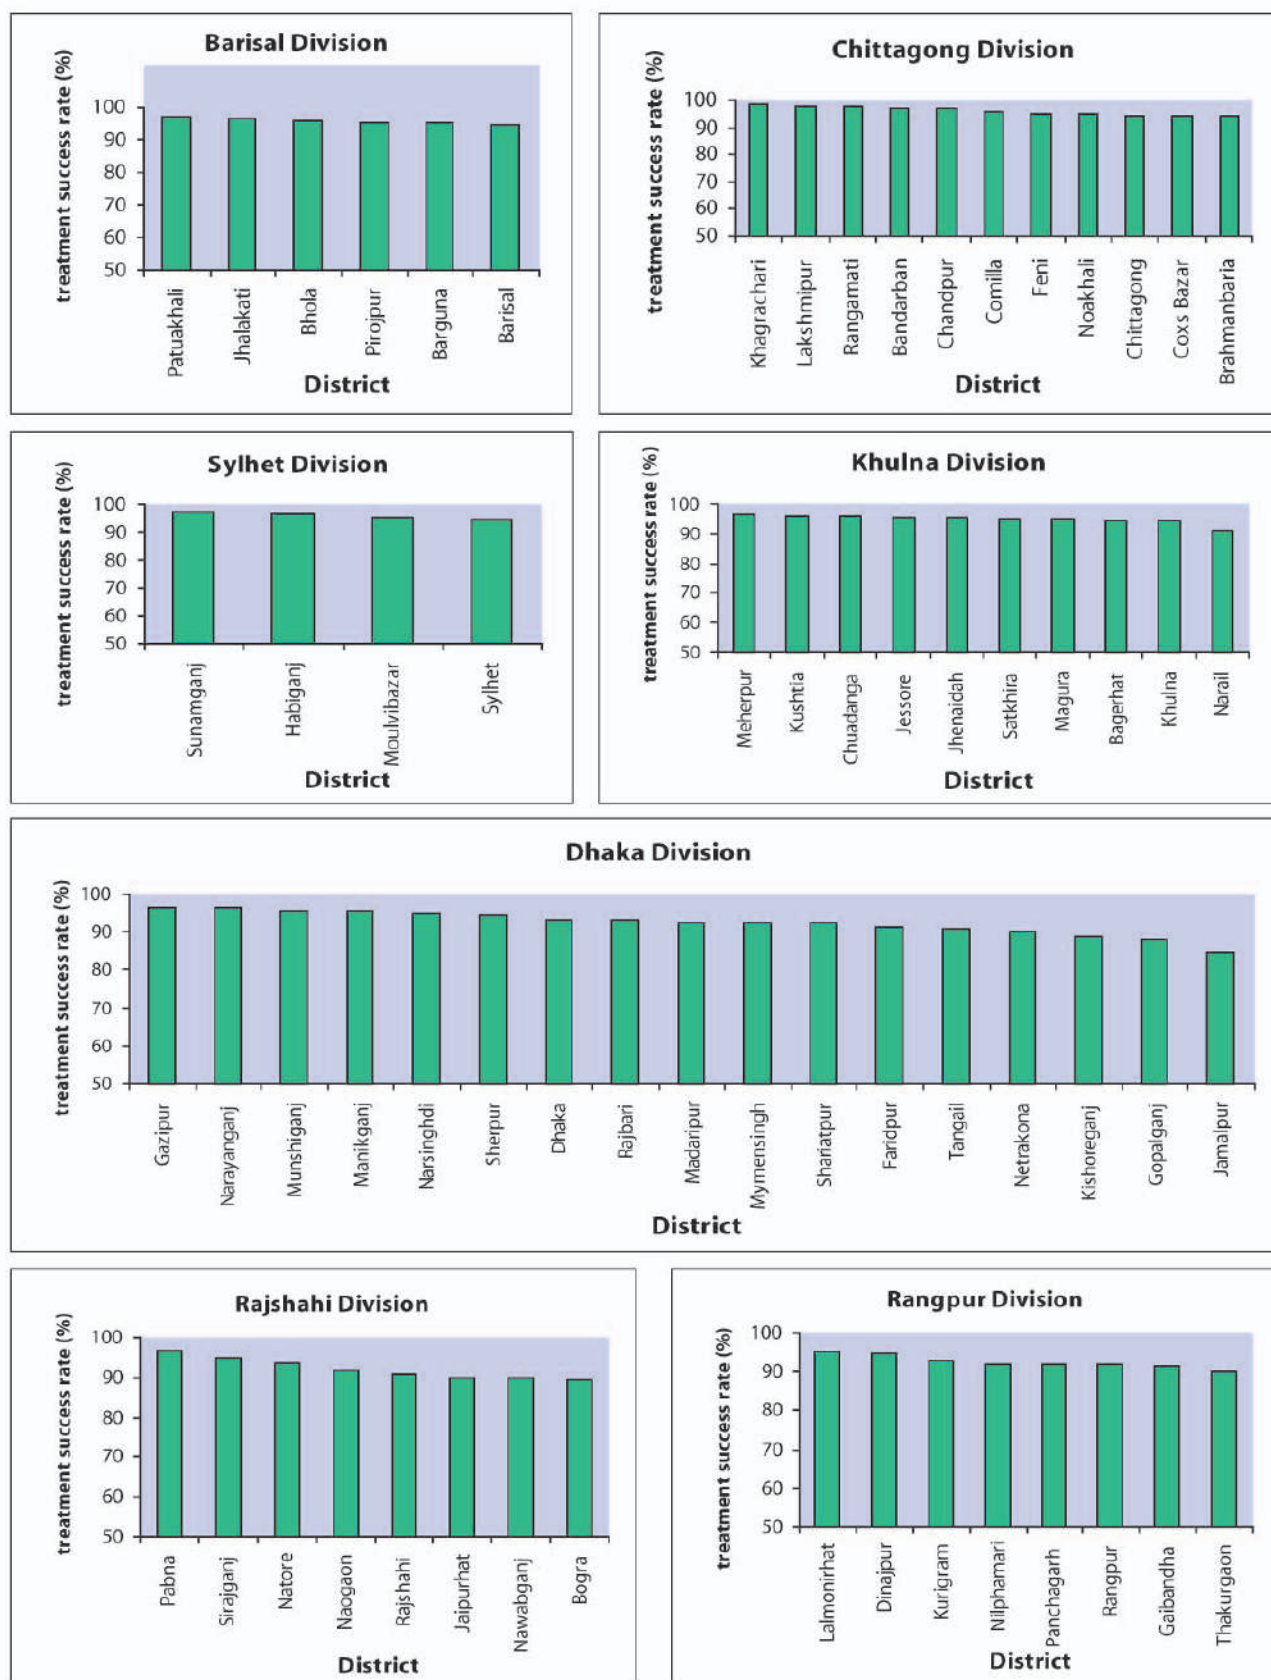 Barisal Division
treatment success rate (%)
100
90
80
70
60
50
Patuakhali
Jhalakati
Bhola
Pirojpur
Barguna
Barisal
District
Chittagong Division
treatment success rate (%)
100
90
80
70
60
50
Khagrachari
Lakshmipur
Rangamati
Bandarban
Chandpur
Comilla
Feni
Noakhali
Chittagong
Coxs Bazar
Brahmanbaria
District
Sylhet Division
treatment success rate (%)
100
90
80
70
60
50
Sunamganj
Habiganj
Moulvibazar
Sylhet
District
Khulna Division
treatment success rate (%)
100
90
80
70
60
50
Meherpur
Kushtia
Chuadanga
Jessore
Jhenaidah
Satkhira
Magura
Bagerhat
Khulna
Narail
District
Dhaka Division
treatment success rate (%)
100
90
80
70
60
50
Gazipur
Narayanganj
Munshiganj
Manikganj
Narsinghdi
Sherpur
Dhaka
Rajbari
Madaripur
Mymensingh
Shariatpur
Faridpur
Tangail
Netrakona
Kishoreganj
Gopalganj
Jamalpur
District
Rajshahi Division
treatment success rate (%)
100
90
80
70
60
50
Pabna
Sirajganj
Natore
Naogaon
Rajshahi
Jaipurhat
Nawabganj
Bogra
District
Rangpur Division
treatment success rate (%)
100
90
80
70
60
50
Lalmonirhat
Dinajpur
Kurigram
Nilphamari
Panchagarh
Rangpur
Gaibandha
Thakurgaon
District